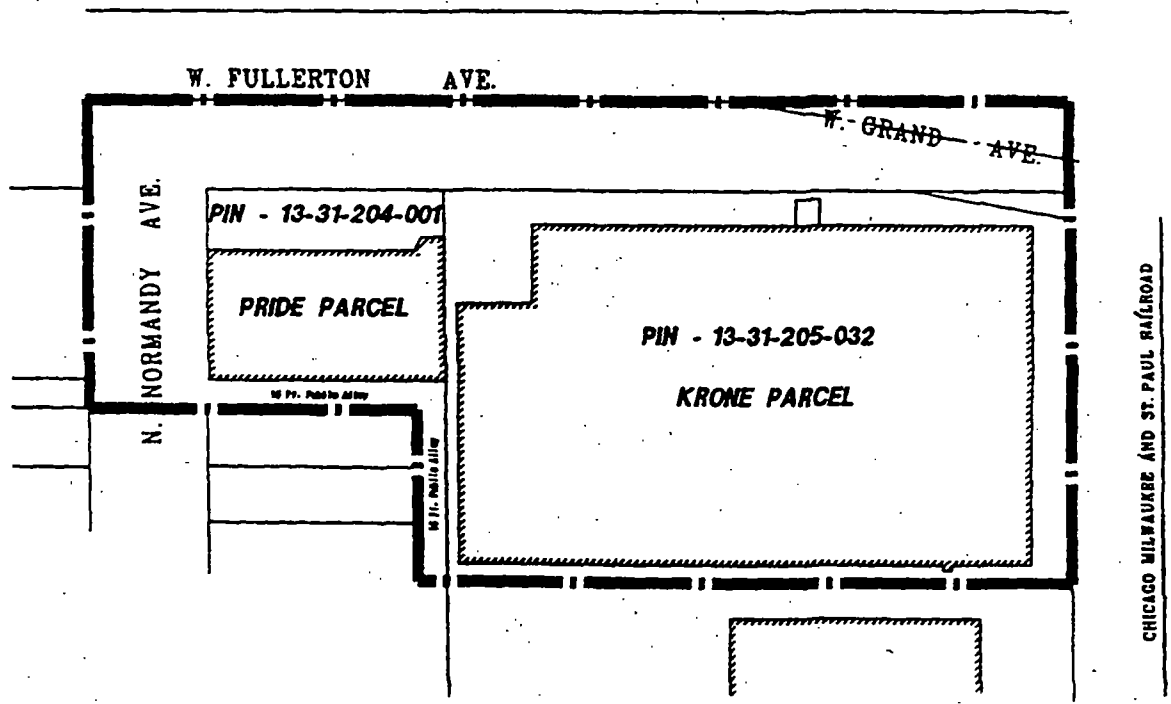 W. FULLERTON AVE.
W. GRAND AVE.
N. NORMANDY AVE.
PIN - 13-31-204-001
PRIDE PARCEL
16 Ft. Public Alley
16 Ft. Public Alley
PIN - 13-31-205-032
KRONE PARCEL
CHICAGO MILWAUKEE AND ST. PAUL RAILROAD